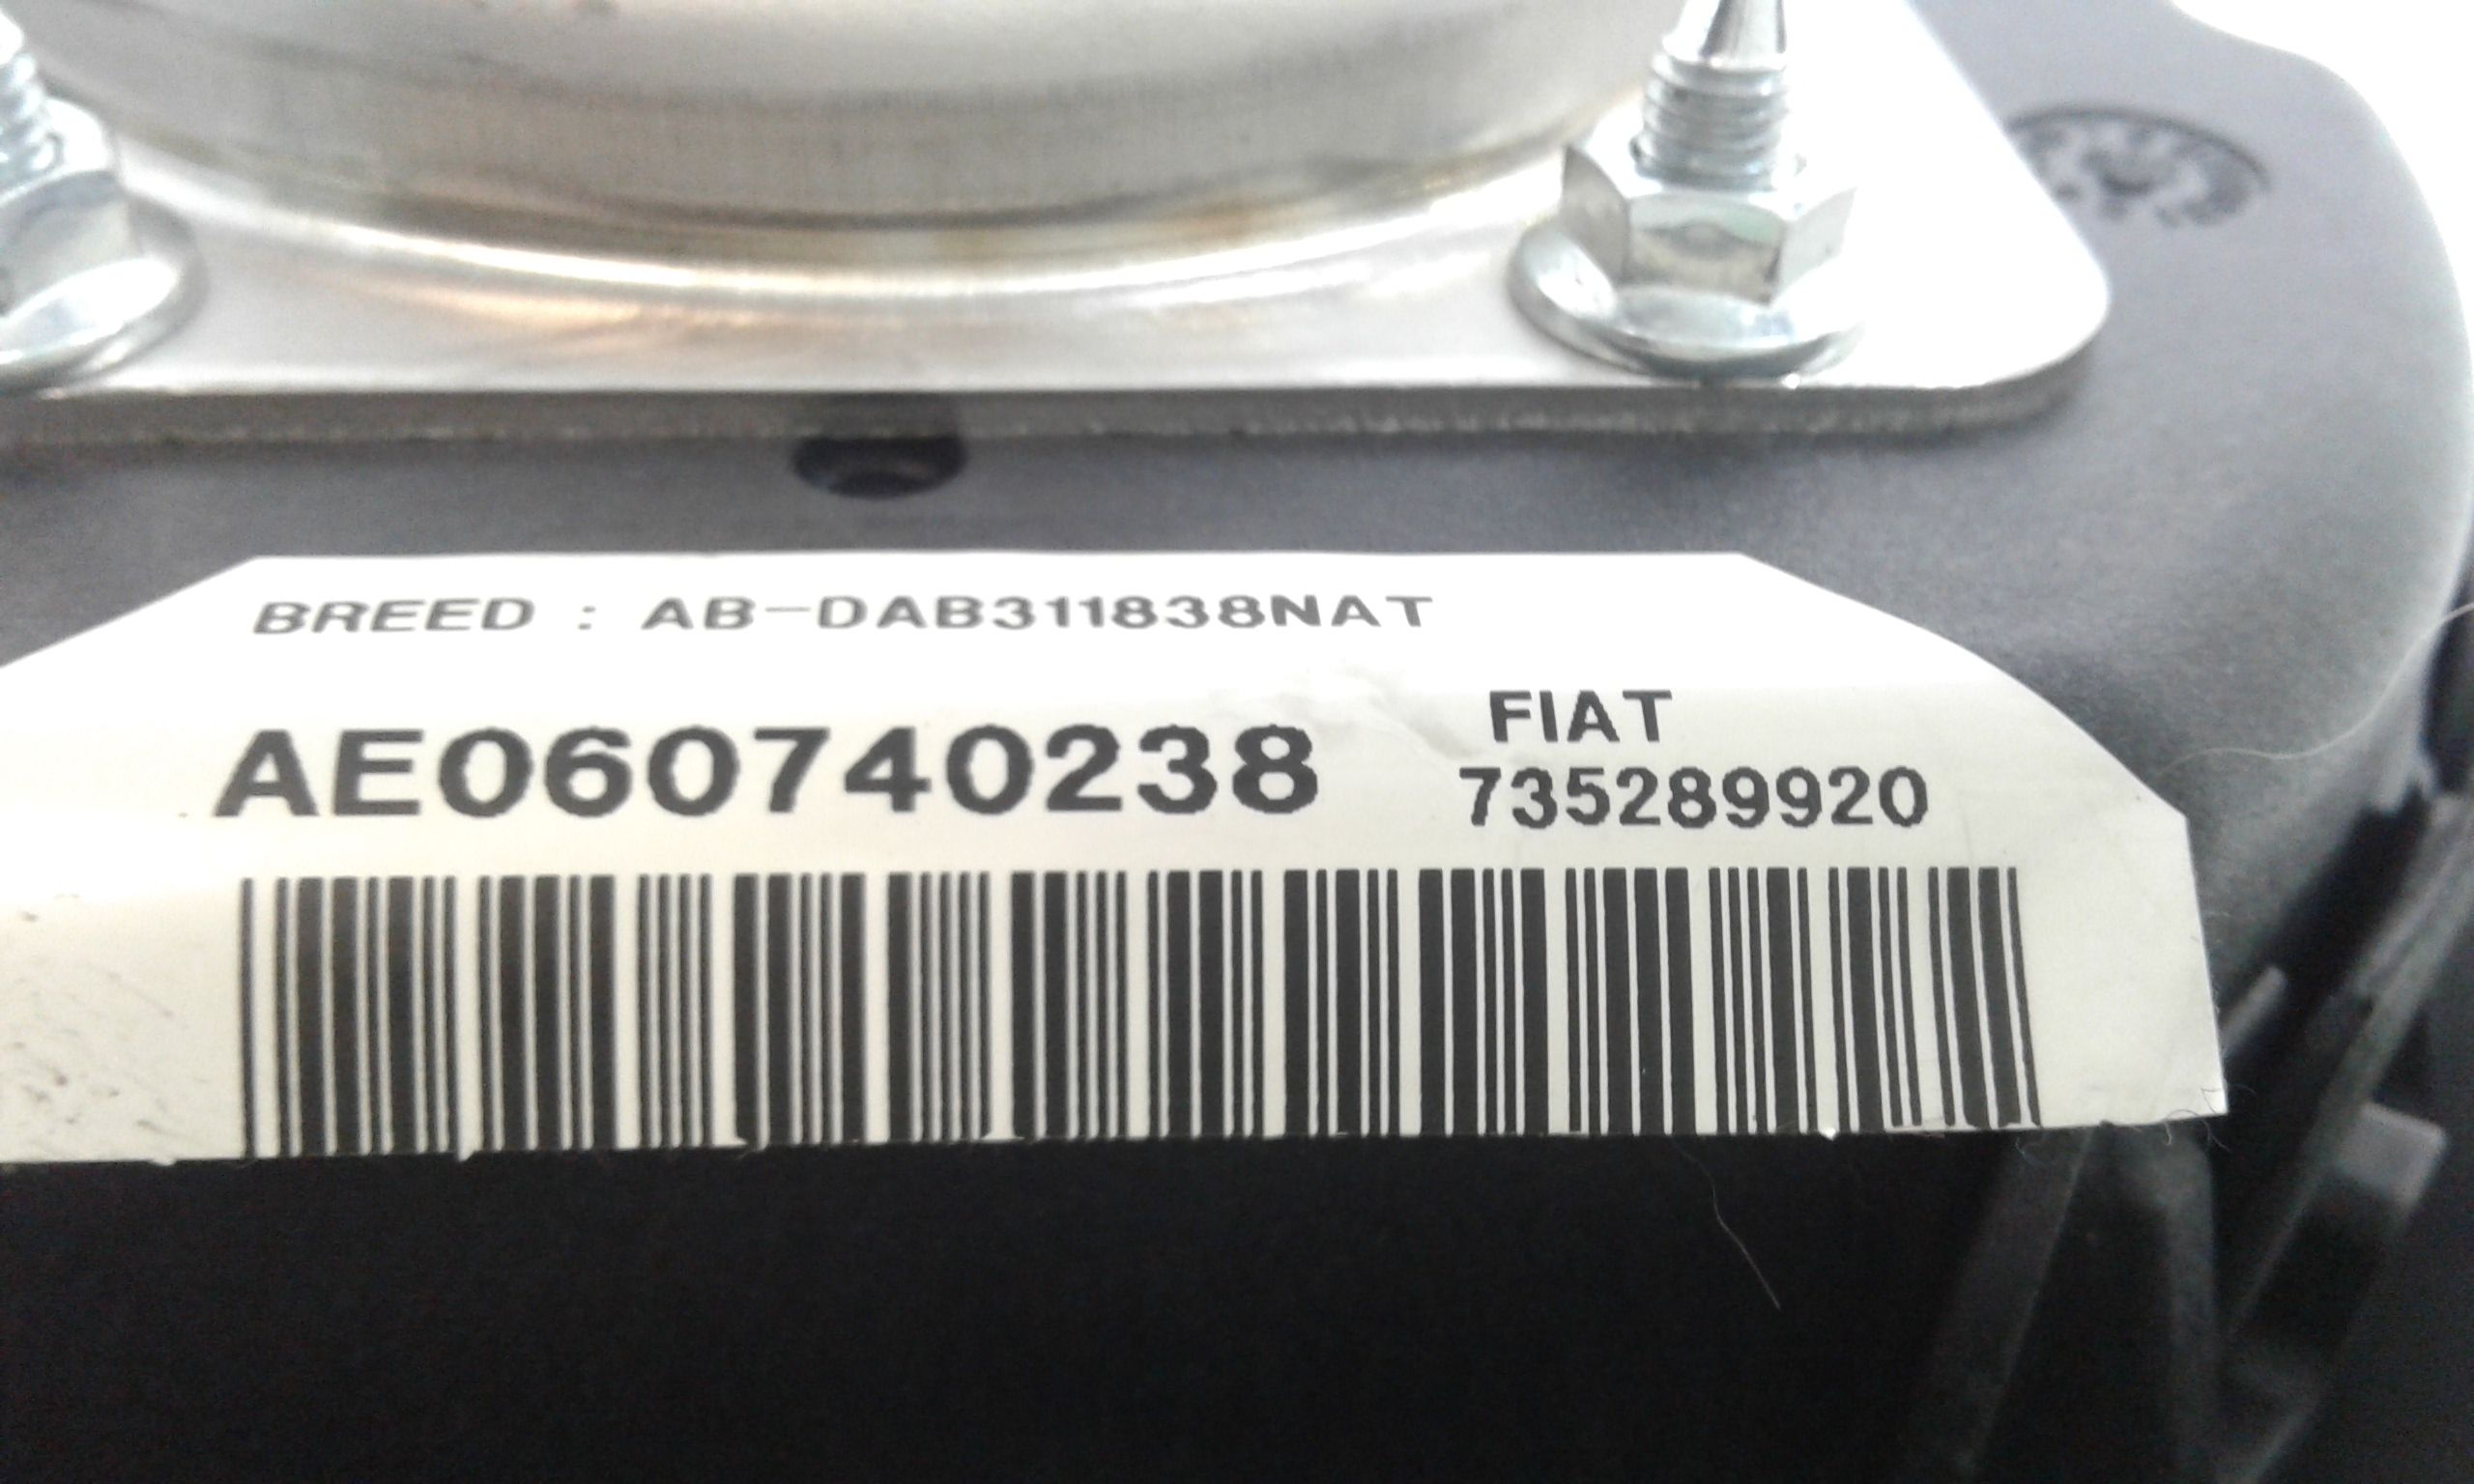 BREED : AB-DAB311838NAT
FIAT
AE060740238
735289920